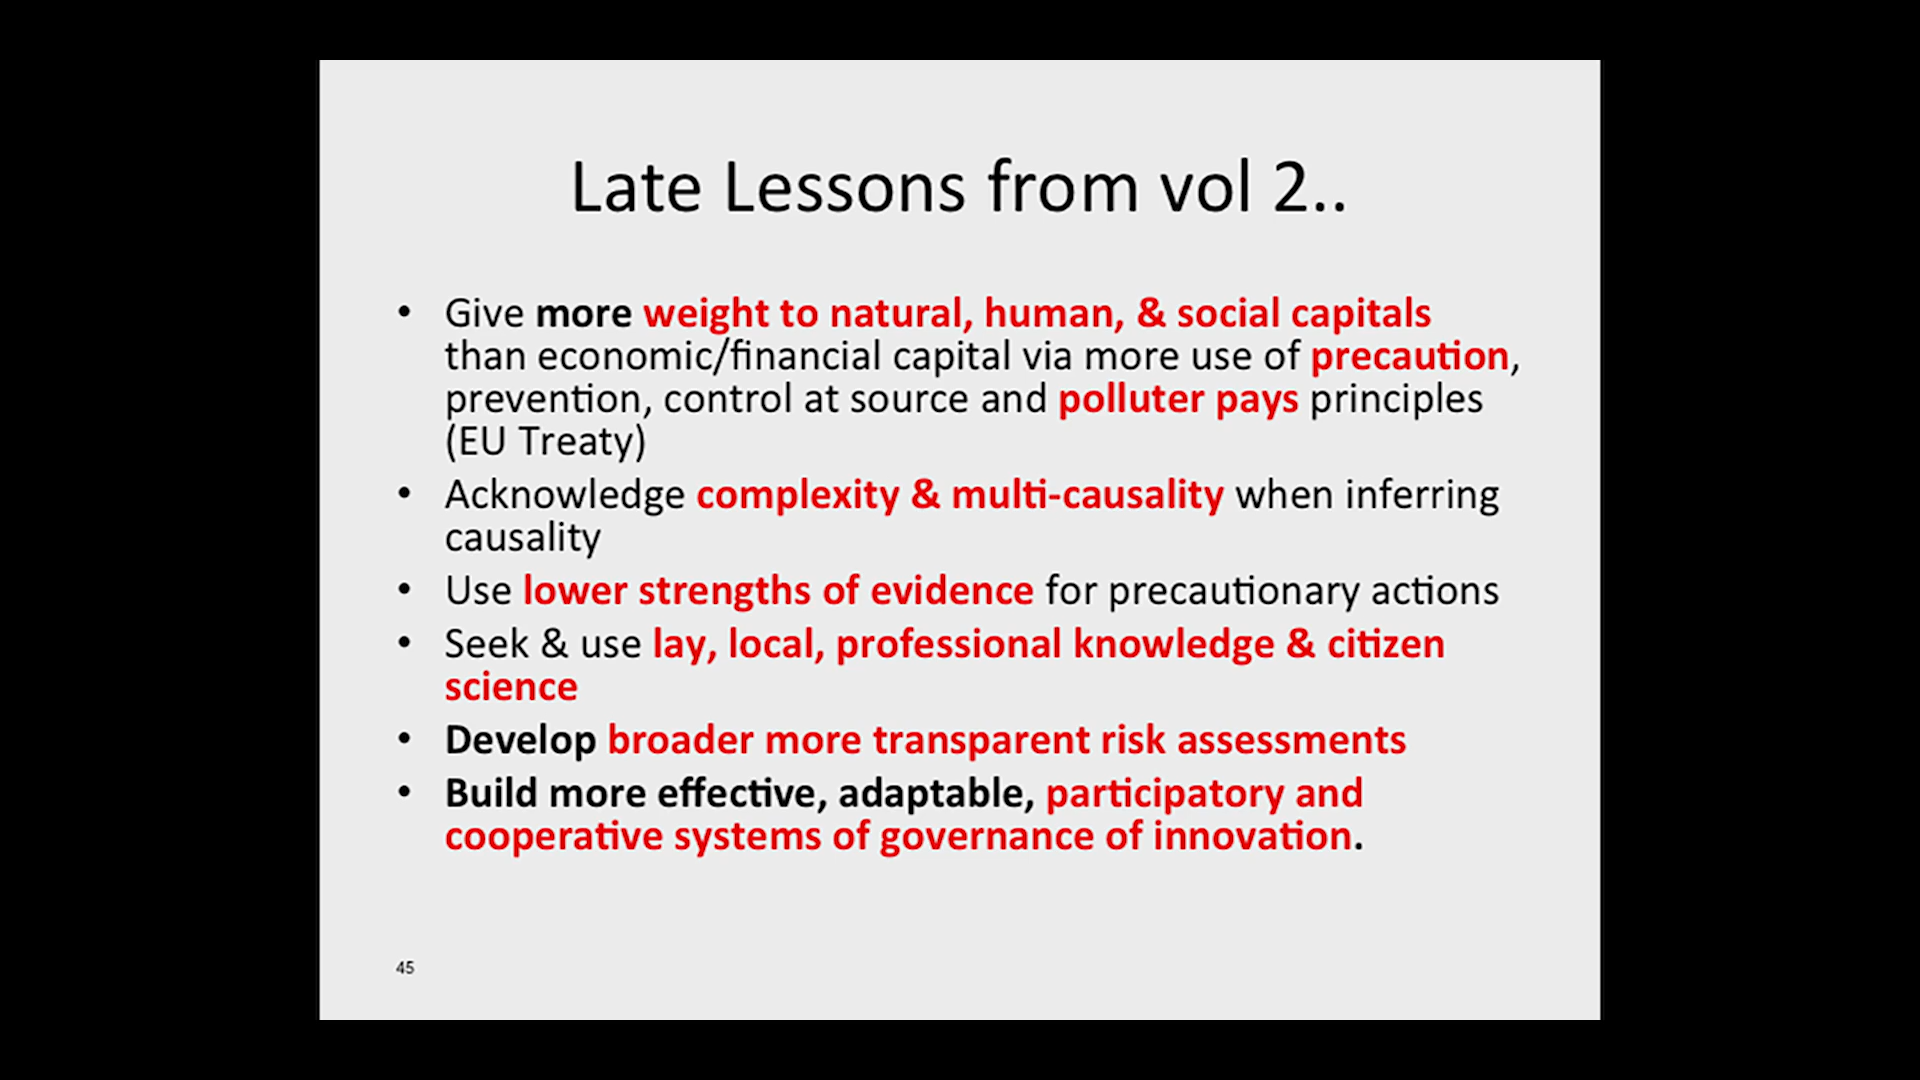 Late Lessons from vol 2..
• Give more weight to natural, human, & social capitals
than economic/financial capital via more use of precaution,
prevention, control at source and polluter pays principles
(EU Treaty)
• Acknowledge complexity & multi-causality when inferring
causality
• Use lower strengths of evidence for precautionary actions
• Seek & use lay, local, professional knowledge & citizen
science
• Develop broader more transparent risk assessments
• Build more effective, adaptable, participatory and
cooperative systems of governance of innovation.
45